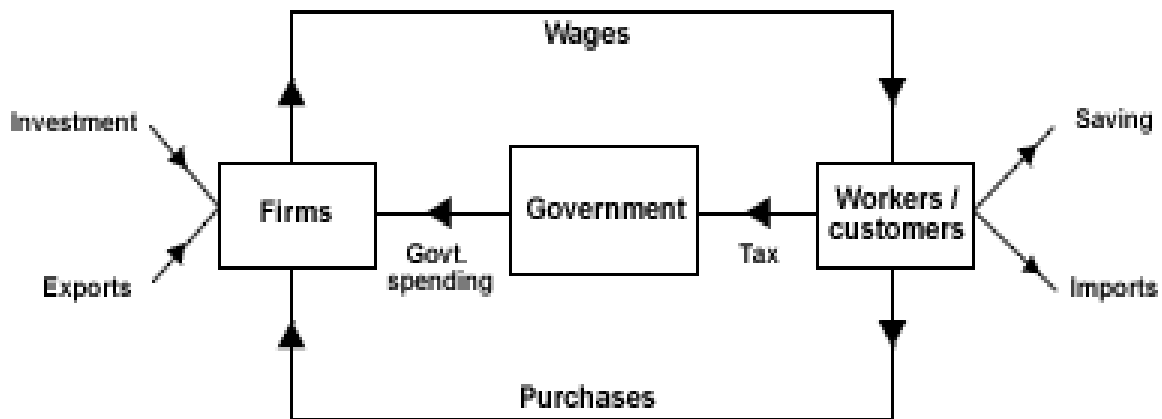 Wages
Investment
Saving
Firms
Government
Workers /
customers
Govt.
spending
Tax
Exports
Imports
Purchases